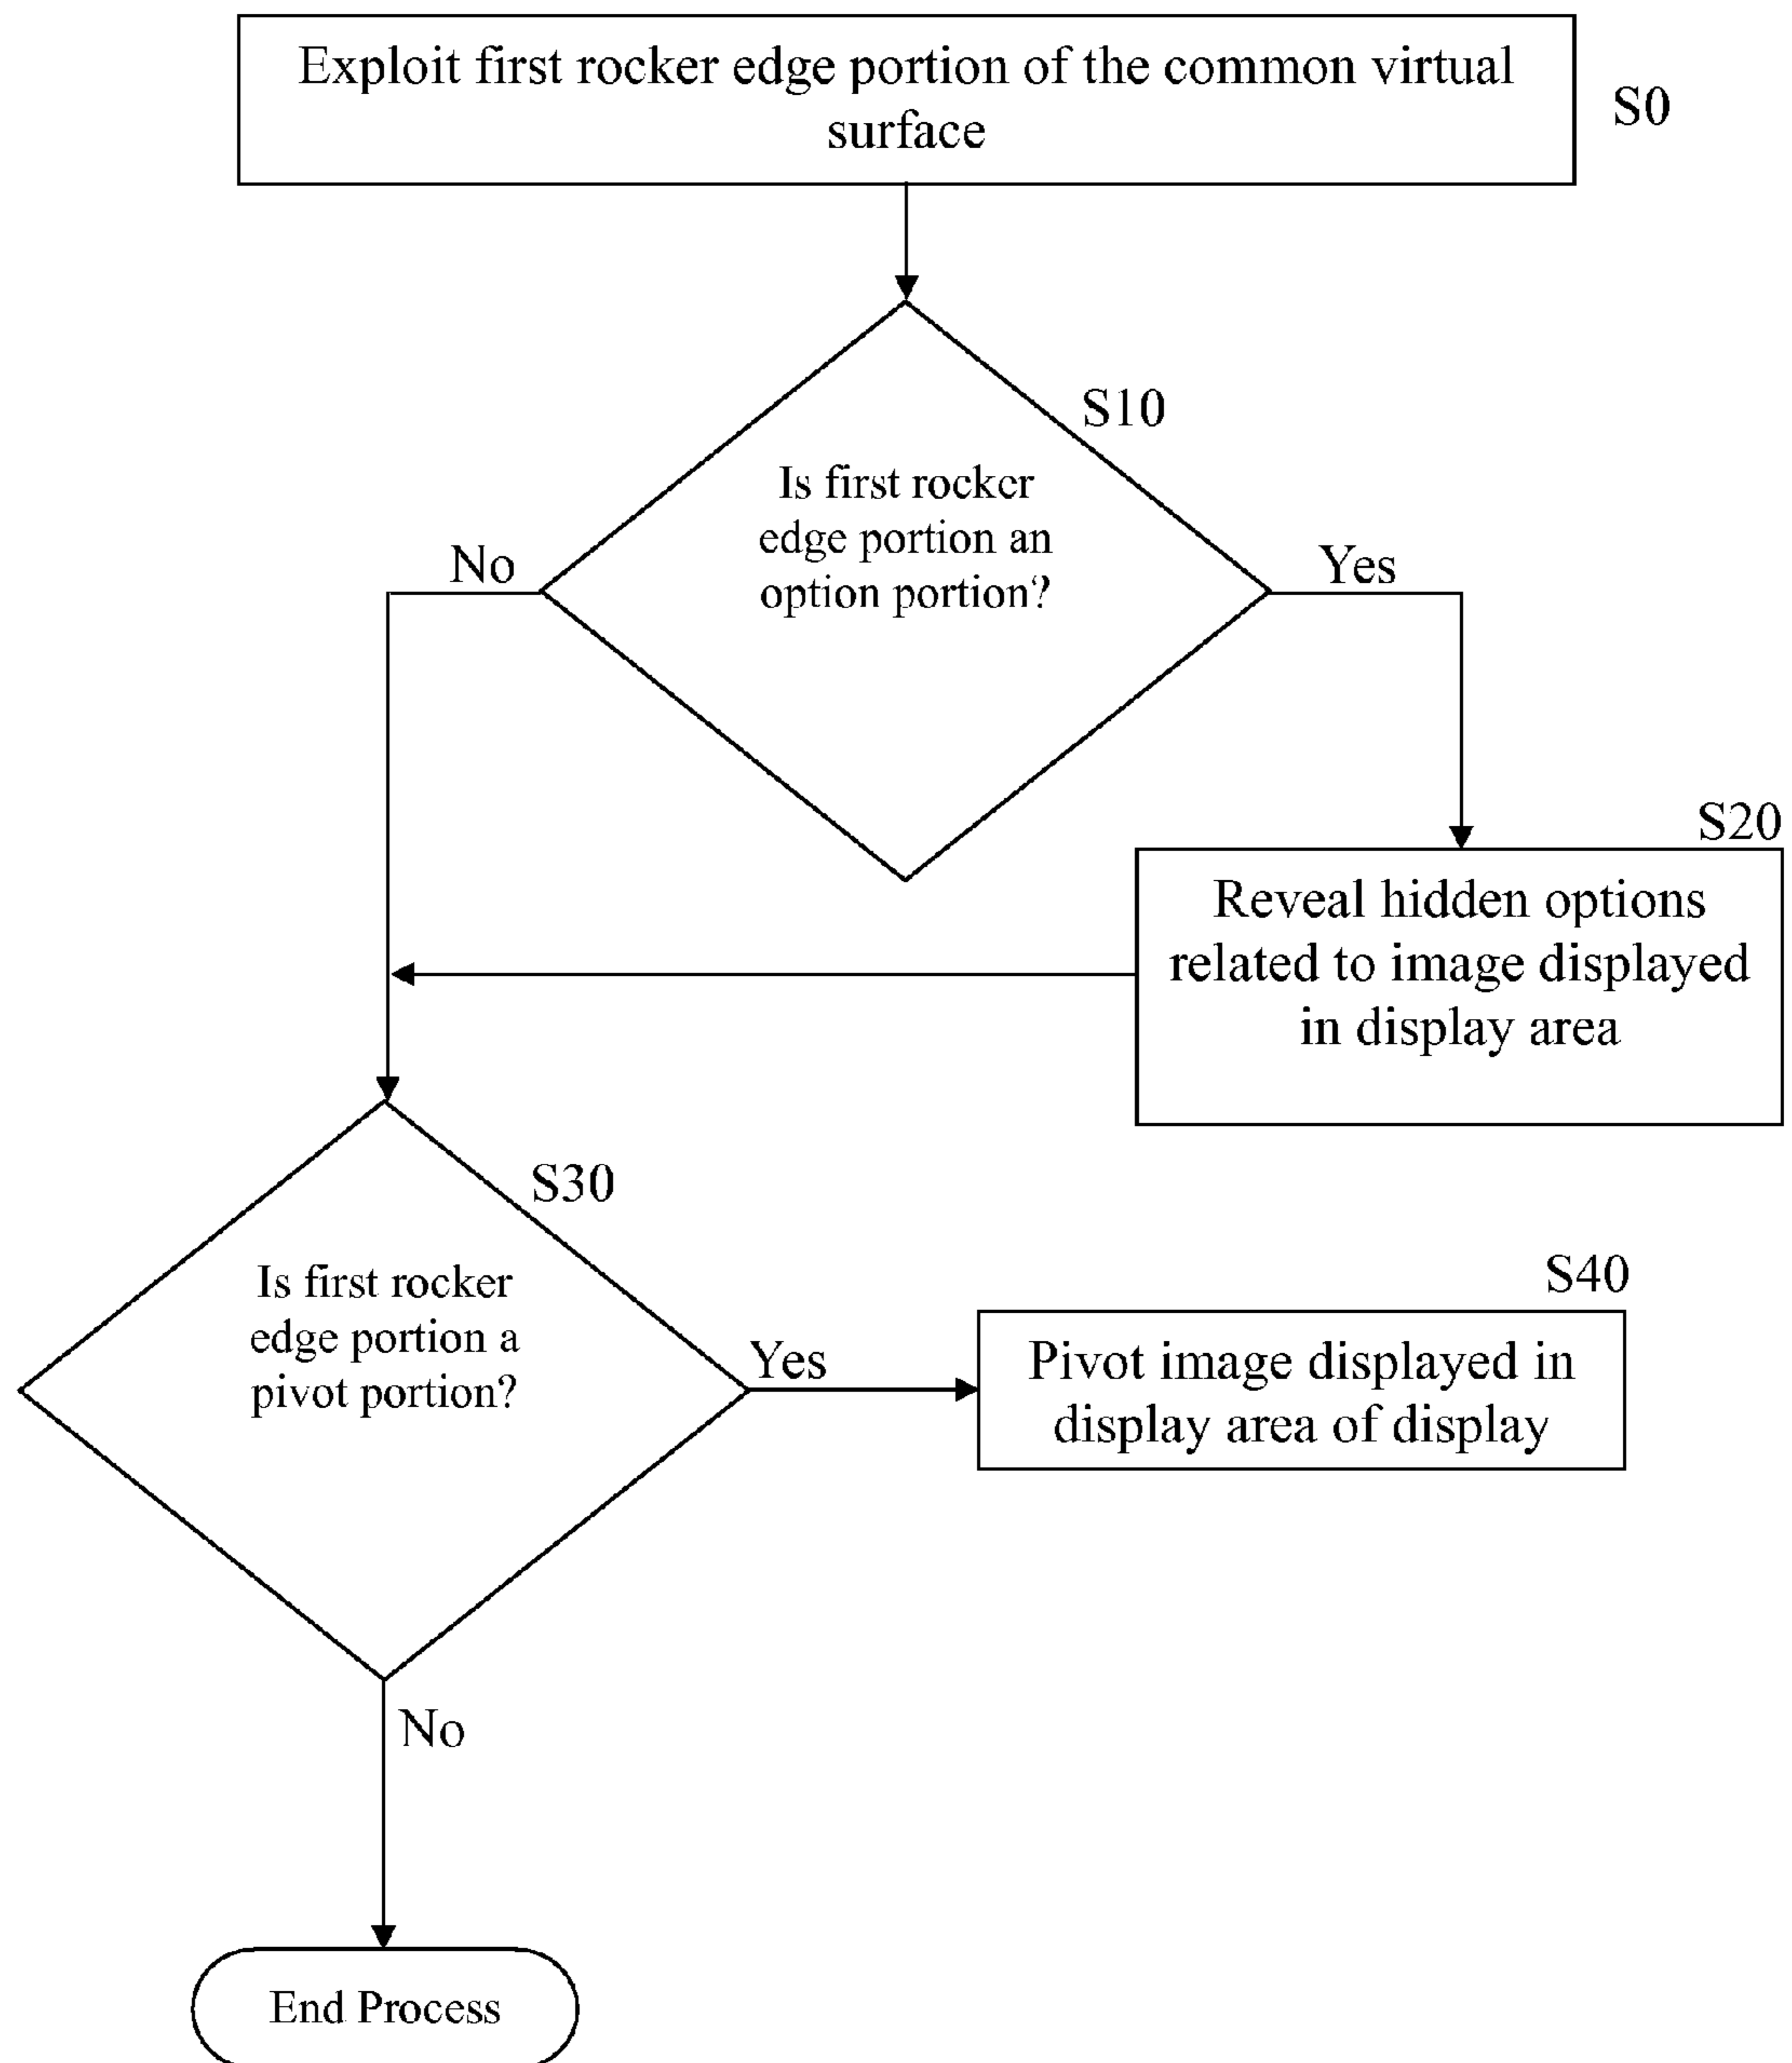 Exploit first rocker edge portion of the common virtual
surface
S0
S10
Is first rocker
edge portion an
option portion?
No
Yes
S20
Reveal hidden options
related to image displayed
in display area
S30
Is first rocker
edge portion a
pivot portion?
Yes
S40
Pivot image displayed in
display area of display
No
End Process